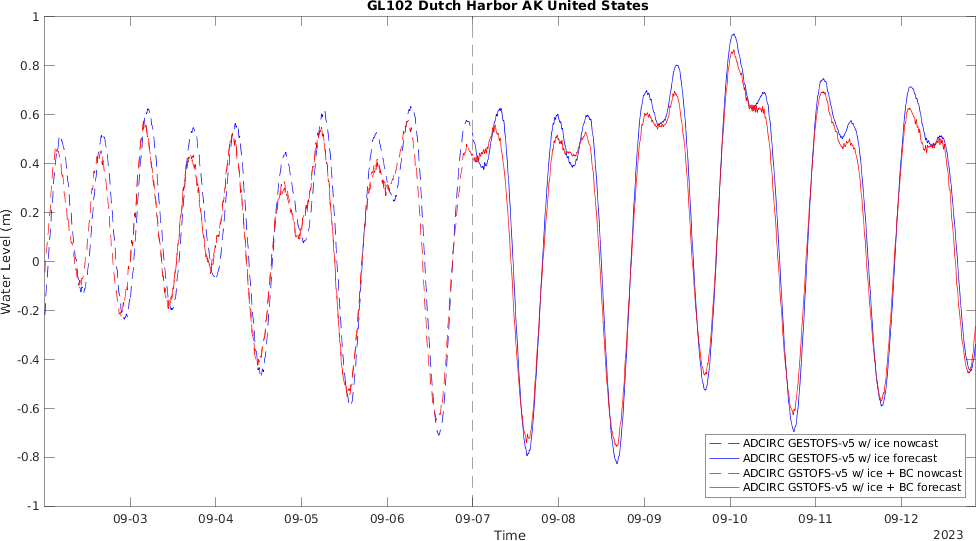 GL102 Dutch Harbor AK United States
Water Level (m)
1
0.8
0.6
0.4
0.2
0
-0.2
-0.4
-0.6
-0.8
-1
ADCIRC GESTOFS-v5 w/ ice nowcast
ADCIRC GESTOFS-v5 w/ ice forecast
ADCIRC GSTOFS-v5 w/ ice + BC nowcast
ADCIRC GSTOFS-v5 w/ ice + BC forecast
09-03 09-04 09-05 09-06 09-07 09-08 09-09 09-10 09-11 09-12
Time
2023